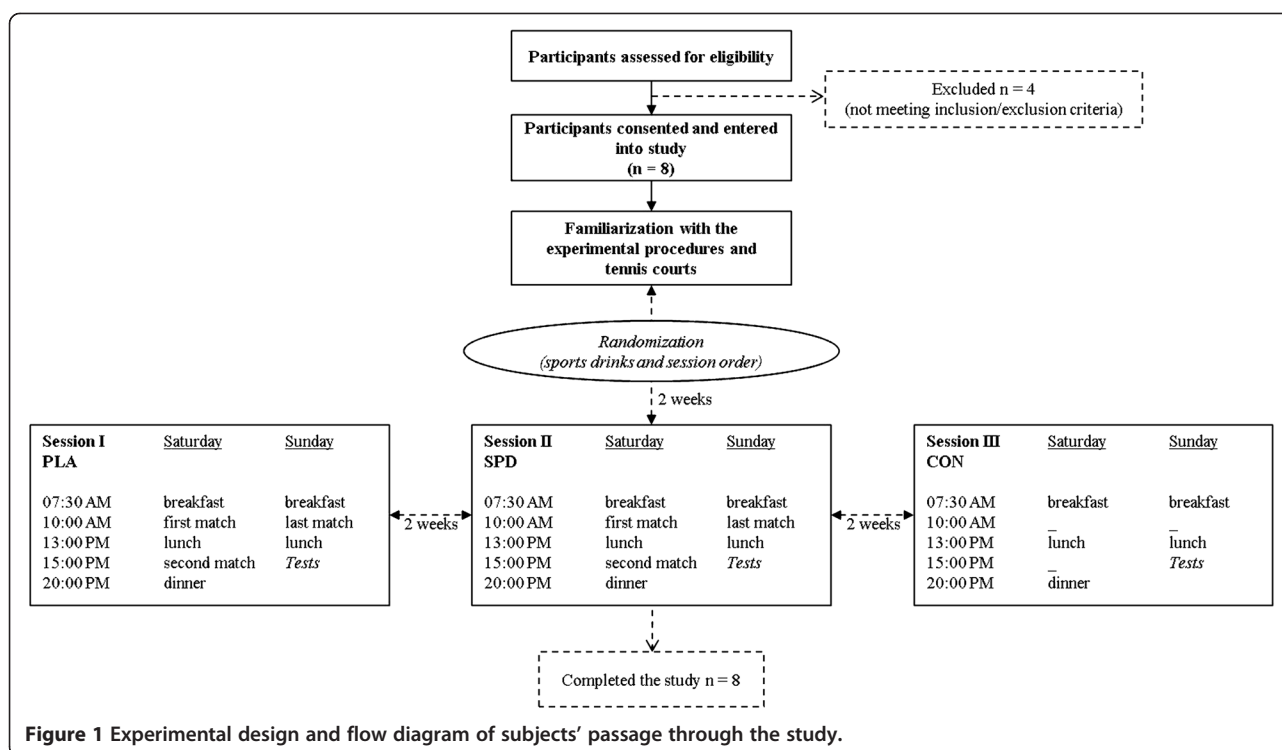 Participants assessed for eligibility
Excluded n = 4
(not meeting inclusion/exclusion criteria)
Participants consented and entered
into study
(n = 8)
Familiarization with the
experimental procedures and
tennis courts
Randomization
(sports drinks and session order)
2 weeks
Session I Saturday Sunday
PLA
07:30 AM breakfast breakfast
10:00 AM first match last match
13:00 PM lunch lunch
15:00 PM second match Tests
20:00 PM dinner
2 weeks
Session II Saturday Sunday
SPD
07:30 AM breakfast breakfast
10:00 AM first match last match
13:00 PM lunch lunch
15:00 PM second match Tests
20:00 PM dinner
2 weeks
Session III Saturday Sunday
CON
07:30 AM breakfast breakfast
10:00 AM _ _
13:00 PM lunch lunch
15:00 PM _ Tests
20:00 PM dinner
Completed the study n = 8
Figure 1 Experimental design and flow diagram of subjects’ passage through the study.